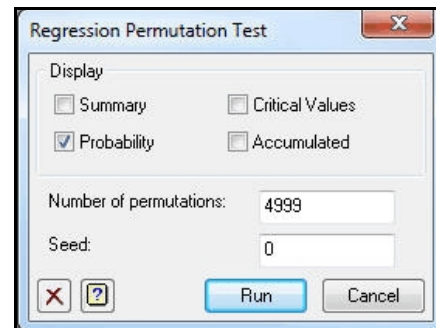 Regression Permutation Test
Display
Summary Critical Values
Probability Accumulated
Number of permutations: 4999
Seed: 0
Run Cancel